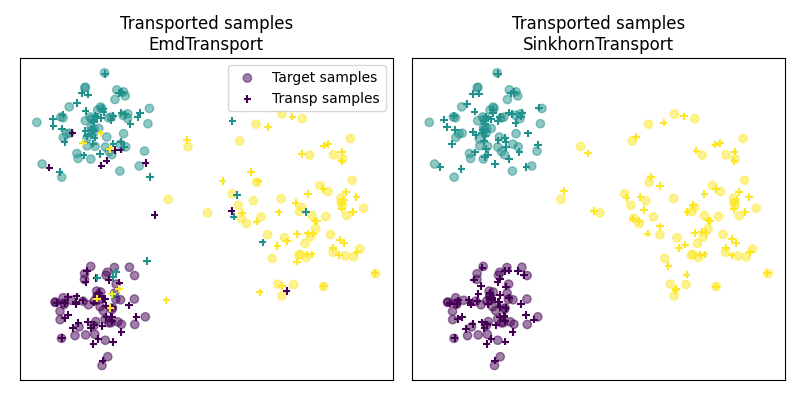 Transported samples
EmdTransport
Target samples
Transp samples
Transported samples
SinkhornTransport